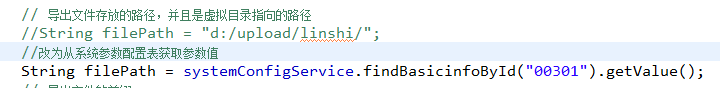 // 导出文件存放的路径，并且是虚拟目录指向的路径
//String filePath = "d:/upload/linshi/";
//改为从系统参数配置表获取参数值
String filePath = systemConfigService.findBasicinfoById("00301").getValue();